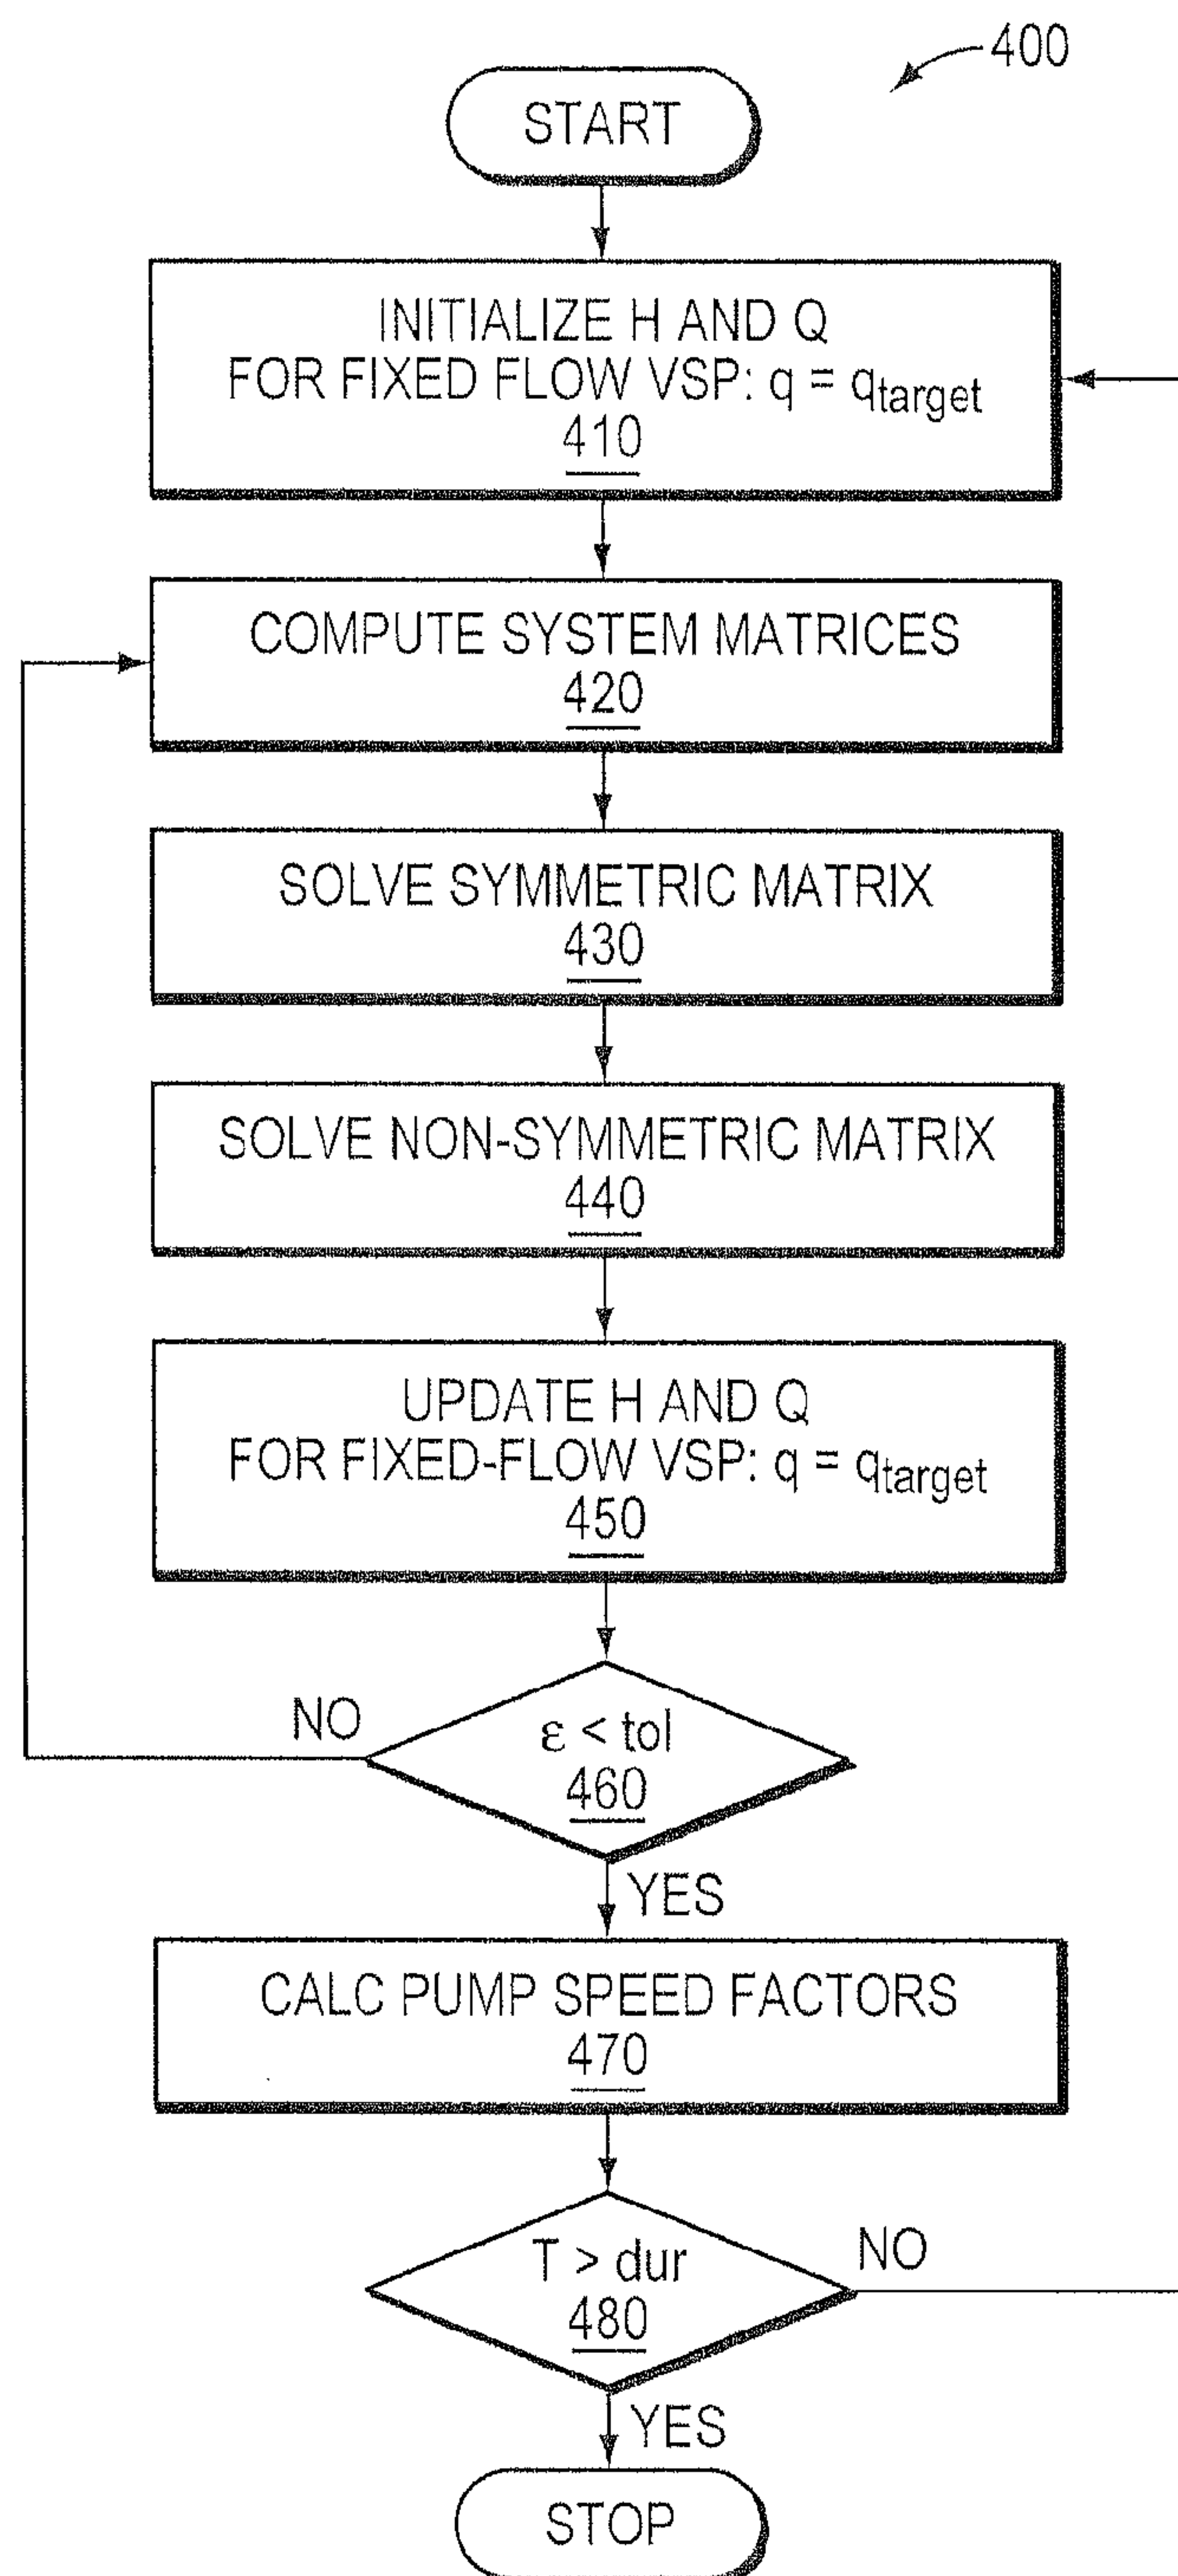 400
START
INITIALIZE H AND Q
FOR FIXED FLOW VSP: q = qtarget
410
COMPUTE SYSTEM MATRICES
420
SOLVE SYMMETRIC MATRIX
430
SOLVE NON-SYMMETRIC MATRIX
440
UPDATE H AND Q
FOR FIXED-FLOW VSP: q = qtarget
450
NO
ε < tol
460
YES
CALC PUMP SPEED FACTORS
470
T > dur
NO
480
YES
STOP